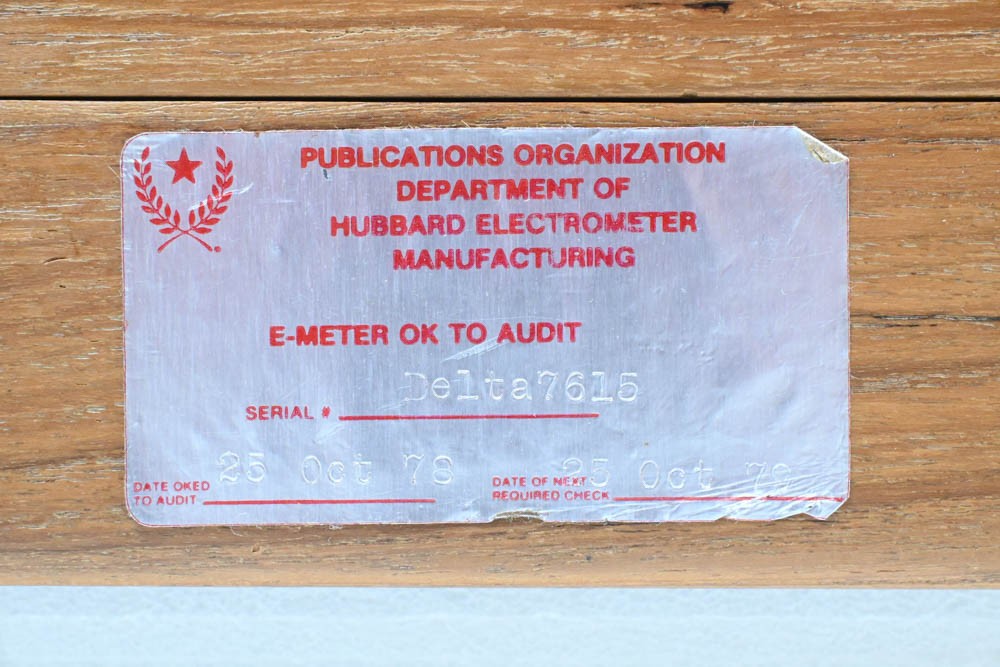 PUBLICATIONS ORGANIZATION
DEPARTMENT OF
HUBBARD ELECTROMETER
MANUFACTURING
E-METER OK TO AUDIT
SERIAL # Delta7615
DATE OKED
TO AUDIT 25 Oct 78
DATE OF NEXT
REQUIRED CHECK 25 Oct 79